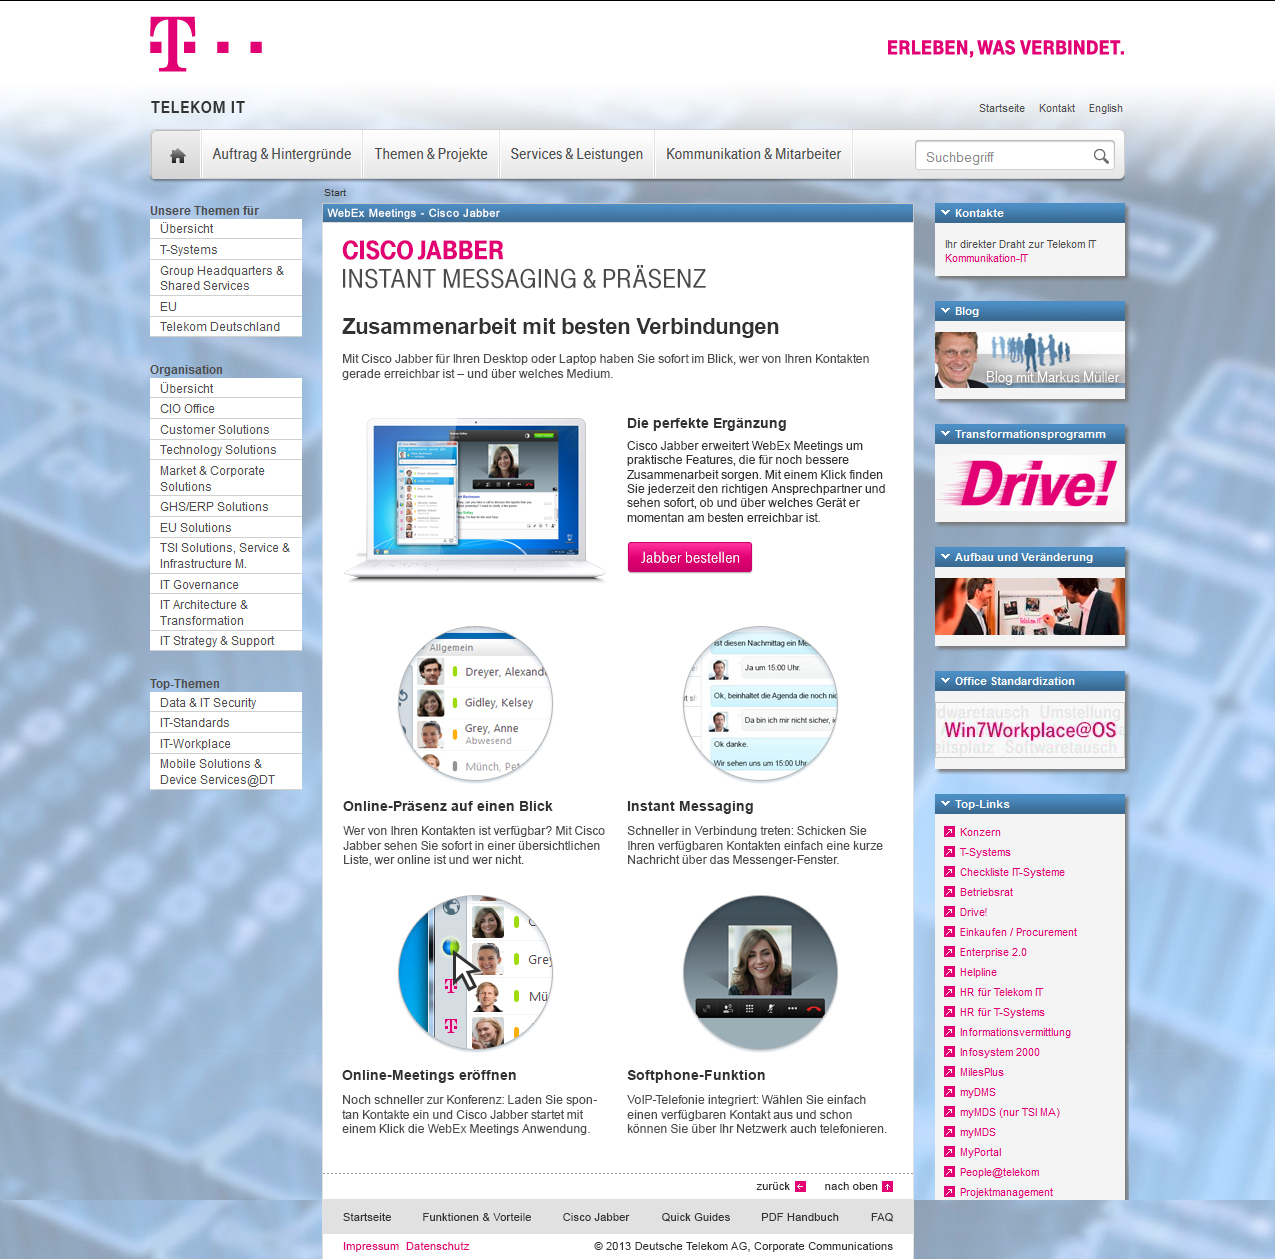 T
ERLEBEN, WAS VERBINDET.
TELEKOM IT
Startseite Kontakt English
Auftrag & Hintergründe Themen & Projekte Services & Leistungen Kommunikation & Mitarbeiter Suchbegriff
Start
Unsere Themen für
Übersicht
T-Systems
Group Headquarters &
Shared Services
EU
Telekom Deutschland
Organisation
Übersicht
CIO Office
Customer Solutions
Technology Solutions
Market & Corporate
Solutions
GHS/ERP Solutions
EU Solutions
TSI Solutions, Service &
Infrastructure M.
IT Governance
IT Architecture &
Transformation
IT Strategy & Support
Top-Themen
Data & IT Security
IT-Standards
IT-Workplace
Mobile Solutions &
Device Services@DT
WebEx Meetings - Cisco Jabber
CISCO JABBER
INSTANT MESSAGING & PRÄSENZ
Zusammenarbeit mit besten Verbindungen
Mit Cisco Jabber für Ihren Desktop oder Laptop haben Sie sofort im Blick, wer von Ihren Kontakten
gerade erreichbar ist – und über welches Medium.
Die perfekte Ergänzung
Cisco Jabber erweitert WebEx Meetings um
praktische Features, die für noch bessere
Zusammenarbeit sorgen. Mit einem Klick finden
Sie jederzeit den richtigen Ansprechpartner und
sehen sofort, ob und über welches Gerät er
momentan am besten erreichbar ist.
Jabber bestellen
Allgemein
Dreyer, Alexand
Gidley, Kelsey
Grey, Anne
Abwesend
Münch, Pet
ist diesen Nachmittag ein Me
Ja um 15:00 Uhr.
Ok, beinhaltet die Agenda die noch nic
Da bin ich mir nicht sicher, i
Ok danke.
Wir sehen uns um 15:00 Uhr.
Online-Präsenz auf einen Blick
Wer von Ihren Kontakten ist verfügbar? Mit Cisco
Jabber sehen Sie sofort in einer übersichtlichen
Liste, wer online ist und wer nicht.
Instant Messaging
Schneller in Verbindung treten: Schicken Sie
Ihren verfügbaren Kontakten einfach eine kurze
Nachricht über das Messenger-Fenster.
Grey
Mü
Online-Meetings eröffnen
Noch schneller zur Konferenz: Laden Sie spon-
tan Kontakte ein und Cisco Jabber startet mit
einem Klick die WebEx Meetings Anwendung.
Softphone-Funktion
VoIP-Telefonie integriert: Wählen Sie einfach
einen verfügbaren Kontakt aus und schon
können Sie über Ihr Netzwerk auch telefonieren.
zurück nach oben
Startseite Funktionen & Vorteile Cisco Jabber Quick Guides PDF Handbuch FAQ
Impressum Datenschutz © 2013 Deutsche Telekom AG, Corporate Communications
Kontakte
Ihr direkter Draht zur Telekom IT
Kommunikation-IT
Blog
Blog mit Markus Müller
Transformationsprogramm
Drive!
Aufbau und Veränderung
Telekom IT
Office Standardization
dwaretausch Umstellung
Win7Workplace@OS
eitsplatz Softwaretausch
Top-Links
Konzern
T-Systems
Checkliste IT-Systeme
Betriebsrat
Drive!
Einkaufen / Procurement
Enterprise 2.0
Helpline
HR für Telekom IT
HR für T-Systems
Informationsvermittlung
Infosystem 2000
MilesPlus
myDMS
myMDS (nur TSI MA)
myMDS
MyPortal
People@telekom
Projektmanagement